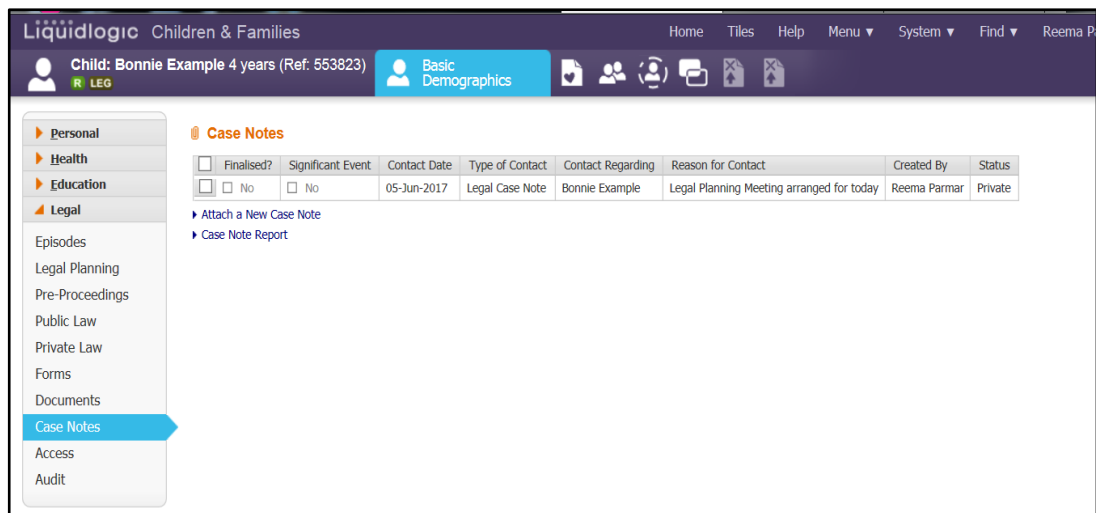 Liquidlogic Children & Families Home Tiles Help Menu ▼ System ▼ Find ▼ Reema Pa
Child: Bonnie Example 4 years (Ref: 553823)
R LEG
Basic
Demographics
Personal
Health
Education
Legal
Episodes
Legal Planning
Pre-Proceedings
Public Law
Private Law
Forms
Documents
Case Notes
Access
Audit
Case Notes
Finalised? Significant Event Contact Date Type of Contact Contact Regarding Reason for Contact Created By Status
No No 05-Jun-2017 Legal Case Note Bonnie Example Legal Planning Meeting arranged for today Reema Parmar Private
Attach a New Case Note
Case Note Report